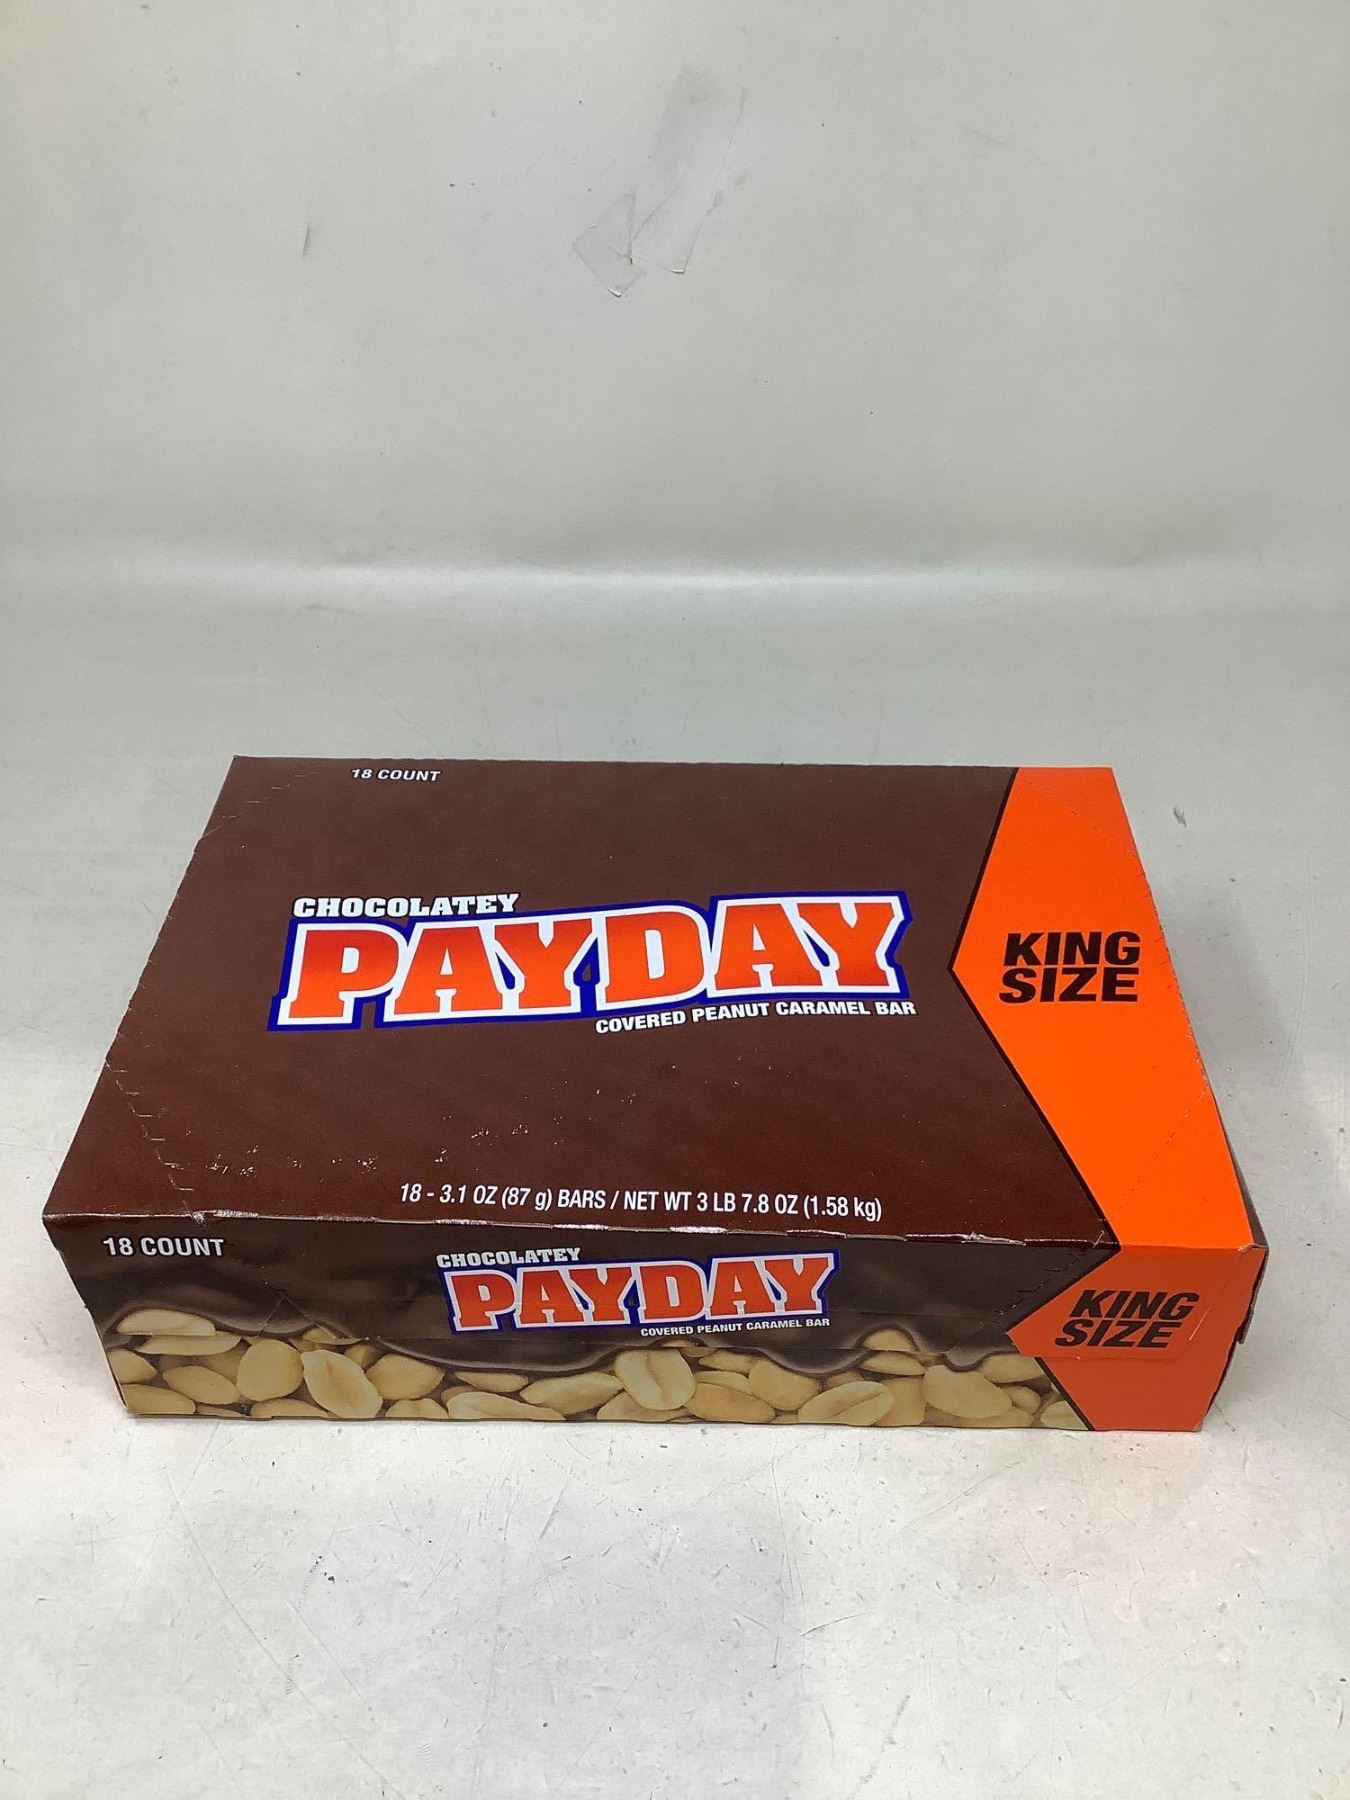 18 COUNT
CHOCOLATEY
PAYDAY
COVERED PEANUT CARAMEL BAR
KING
SIZE
18 - 3.1 OZ (87 g) BARS / NET WT 3 LB 7.8 OZ (1.58 kg)
18 COUNT
CHOCOLATEY
PAYDAY
COVERED PEANUT CARAMEL BAR
KING
SIZE